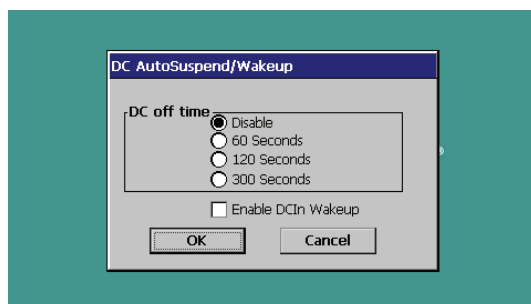 DC AutoSuspend/Wakeup
DC off time
Disable
60 Seconds
120 Seconds
300 Seconds
Enable DCIn Wakeup
OK Cancel